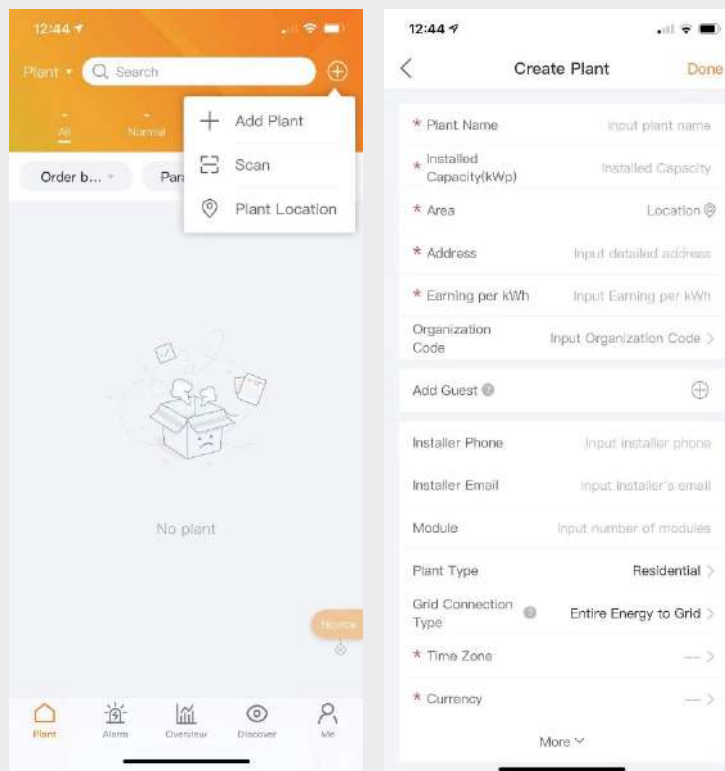 12:44
Plant
Search
All
Normal
Add Plant
Scan
Plant Location
Order b...
Para
No plant
Plant
Alarm
Overview
Discover
Me
12:44
Create Plant
Done
* Plant Name
Input plant name
* Installed
Capacity(kWp)
Installed Capacity
* Area
Location
* Address
Input detailed address
* Earning per kWh
Input Earning per kWh
Organization
Code
Input Organization Code >
Add Guest
Installer Phone
Input installer phone
Installer Email
Input installer's email
Module
Input number of modules
Plant Type
Residential >
Grid Connection
Type
Entire Energy to Grid >
* Time Zone
-- >
* Currency
-- >
More